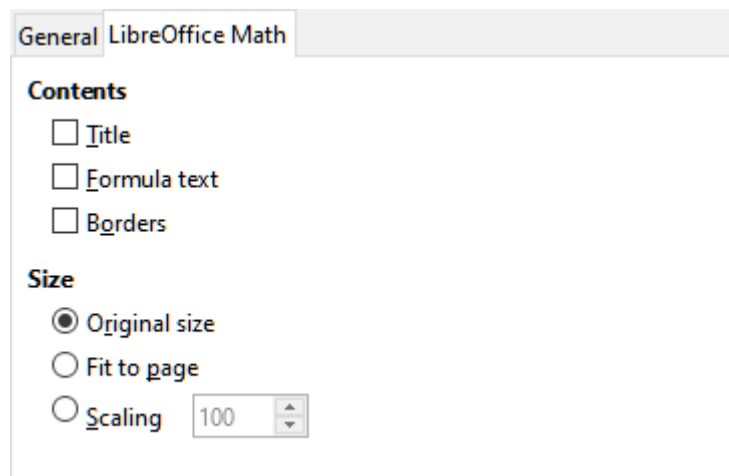 General LibreOffice Math
Contents
Title
Formula text
Borders
Size
Original size
Fit to page
Scaling 100